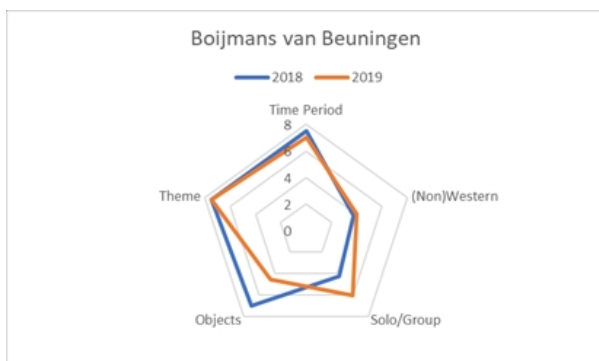 Boijmans van Beuningen
2018 2019
Time Period
8
6
4
Theme
(Non)Western
2
0
Objects
Solo/Group